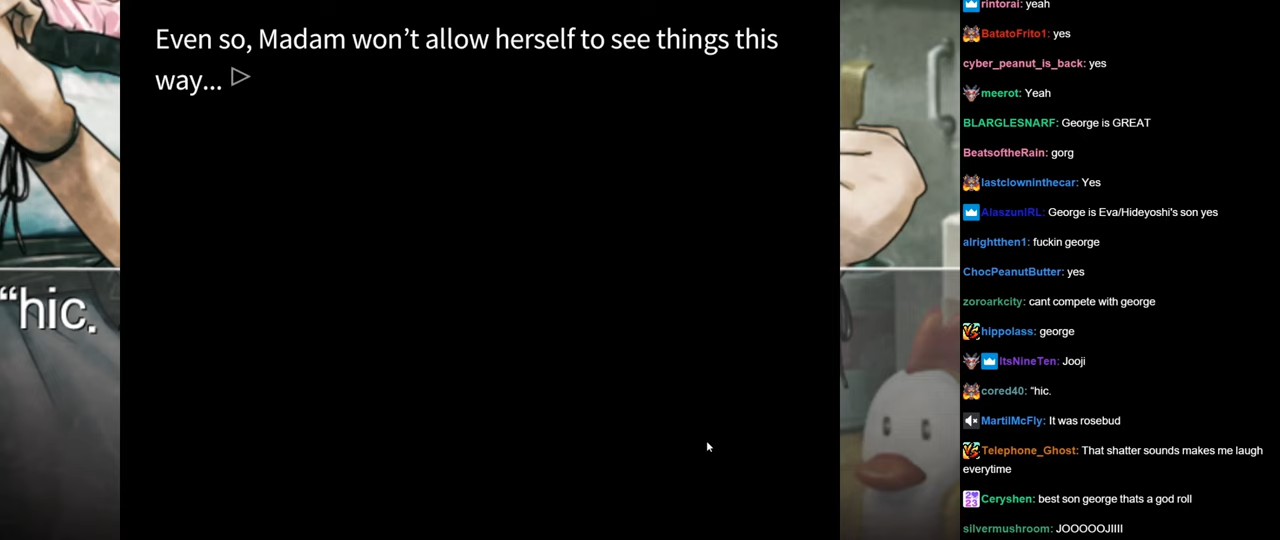 Even so, Madam won’t allow herself to see things this
way...
“hic.
rintorai: yeah
BatatoFrito1: yes
cyber_peanut_is_back: yes
meerot: Yeah
BLARGLESNARF: George is GREAT
BeatsoftheRain: gorg
lastclowninthecar: Yes
AlaszunIRL: George is Eva/Hideyoshi's son yes
alrightthen1: fuckin george
ChocPeanutButter: yes
zoroarkcity: cant compete with george
hippolass: george
ItsNineTen: Jooji
cored40: “hic.
MartilMcFly: It was rosebud
Telephone_Ghost: That shatter sounds makes me laugh
everytime
Ceryshen: best son george thats a god roll
silvermushroom: JOOOOOJIIII